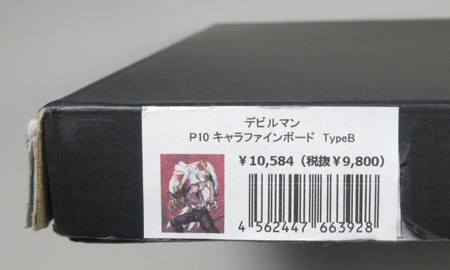 デビルマン
P10 キャラファインボード TypeB
￥10,584（税抜￥9,800）
4 562447 663928